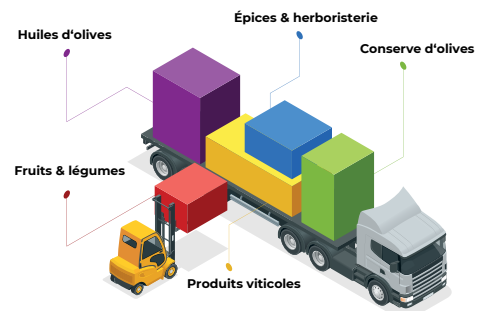 Épices & herboristerie
Huiles d‘olives
Conserve d‘olives
Fruits & légumes
Produits viticoles